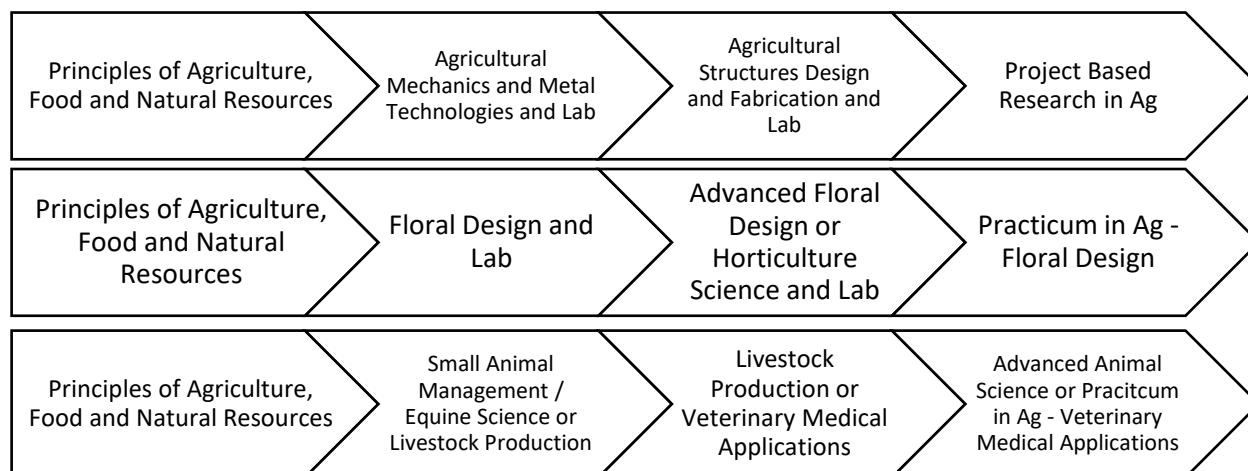 Principles of Agriculture,
Food and Natural Resources
Agricultural
Mechanics and Metal
Technologies and Lab
Agricultural
Structures Design
and Fabrication and
Lab
Project Based
Research in Ag
Principles of Agriculture,
Food and Natural
Resources
Floral Design and
Lab
Advanced Floral
Design or
Horticulture
Science and Lab
Practicum in Ag -
Floral Design
Principles of Agriculture,
Food and Natural Resources
Small Animal
Management /
Equine Science or
Livestock Production
Livestock
Production or
Veterinary Medical
Applications
Advanced Animal
Science or Pracitcum
in Ag - Veterinary
Medical Applications